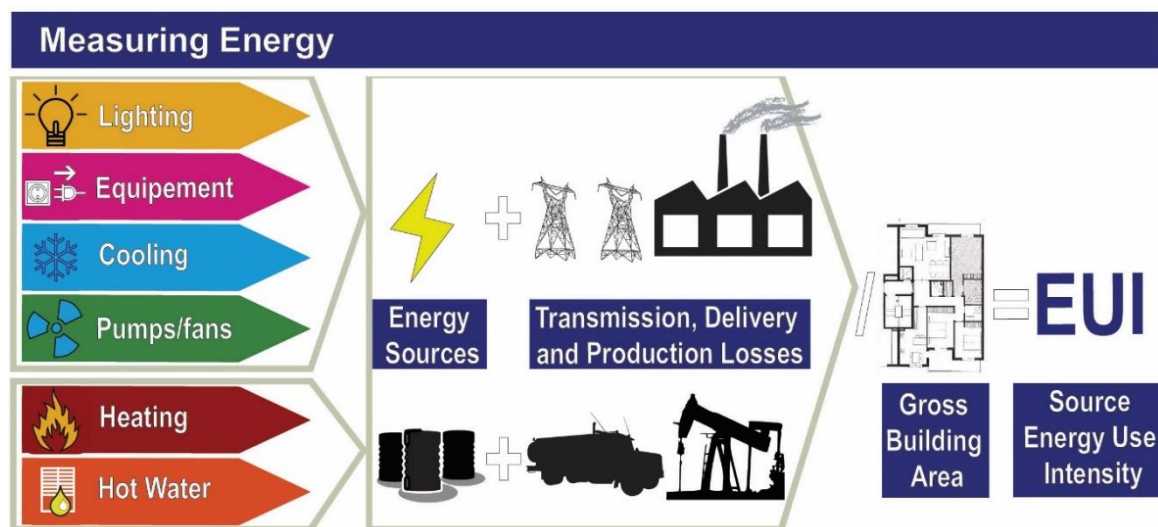 Measuring Energy
Lighting
Equipement
Cooling
Pumps/fans
Heating
Hot Water
Energy
Sources
Transmission, Delivery
and Production Losses
EUI
Gross
Building
Area
Source
Energy Use
Intensity